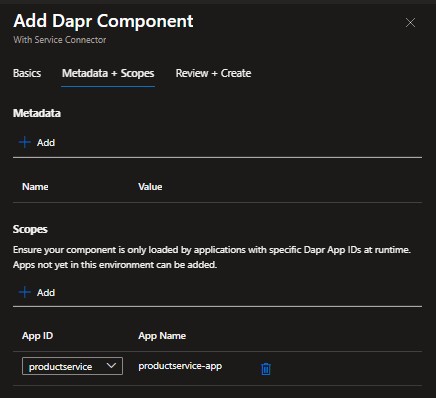 Add Dapr Component
With Service Connector
Basics Metadata + Scopes Review + Create
Metadata
Add
Name Value
Scopes
Ensure your component is only loaded by applications with specific Dapr App IDs at runtime.
Apps not yet in this environment can be added.
Add
App ID App Name
productservice productservice-app